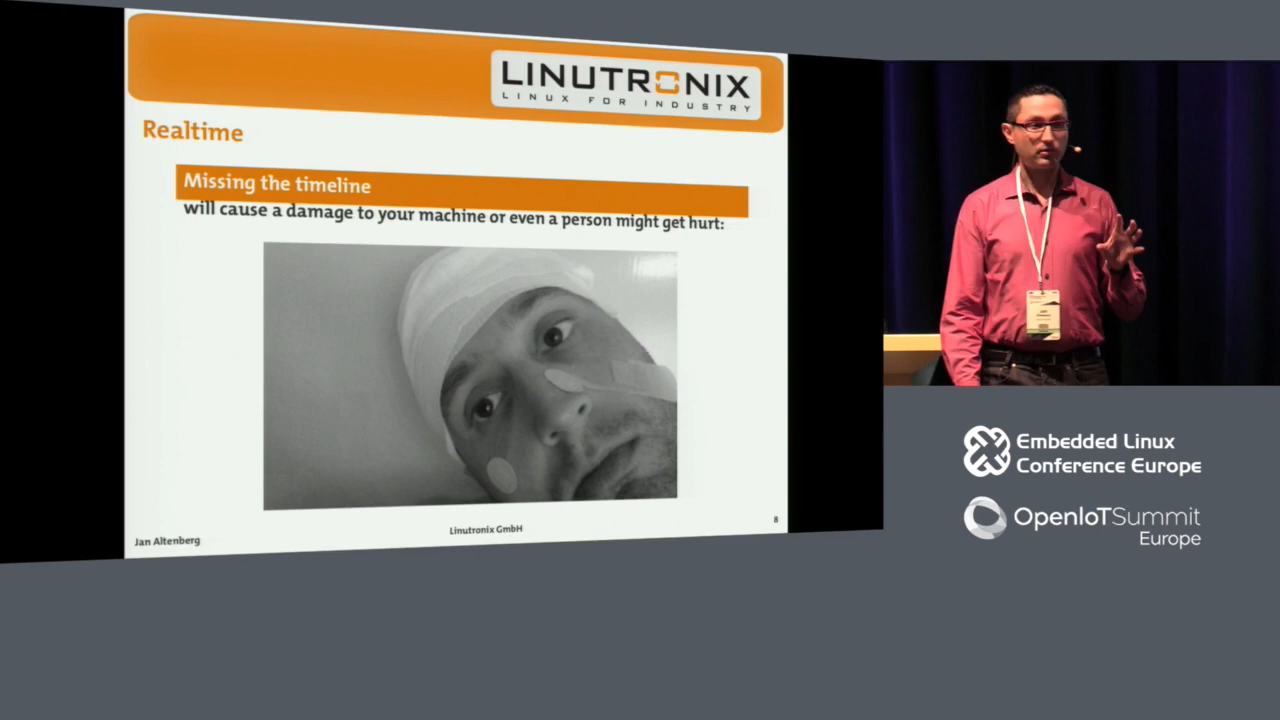 LINUTRONIX
LINUX FOR INDUSTRY
Realtime
Missing the timeline
will cause a damage to your machine or even a person might get hurt:
Jan Altenberg
Linutronix GmbH
8
Embedded Linux
Conference Europe
OpenIoTSummit
Europe